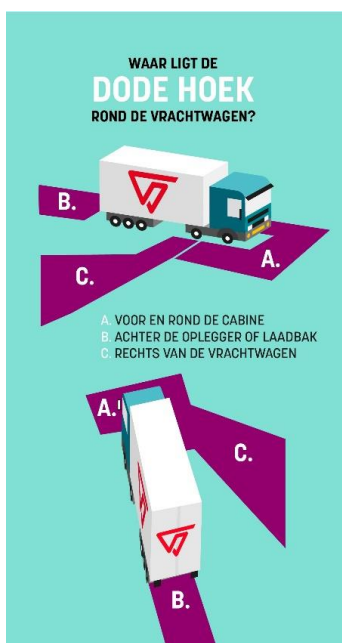 WAAR LIGT DE
DODE HOEK
ROND DE VRACHTWAGEN?
B.
A.
C.
A. VOOR EN ROND DE CABINE
B. ACHTER DE OPLEGGER OF LAADBAK
C. RECHTS VAN DE VRACHTWAGEN
A.
C.
B.